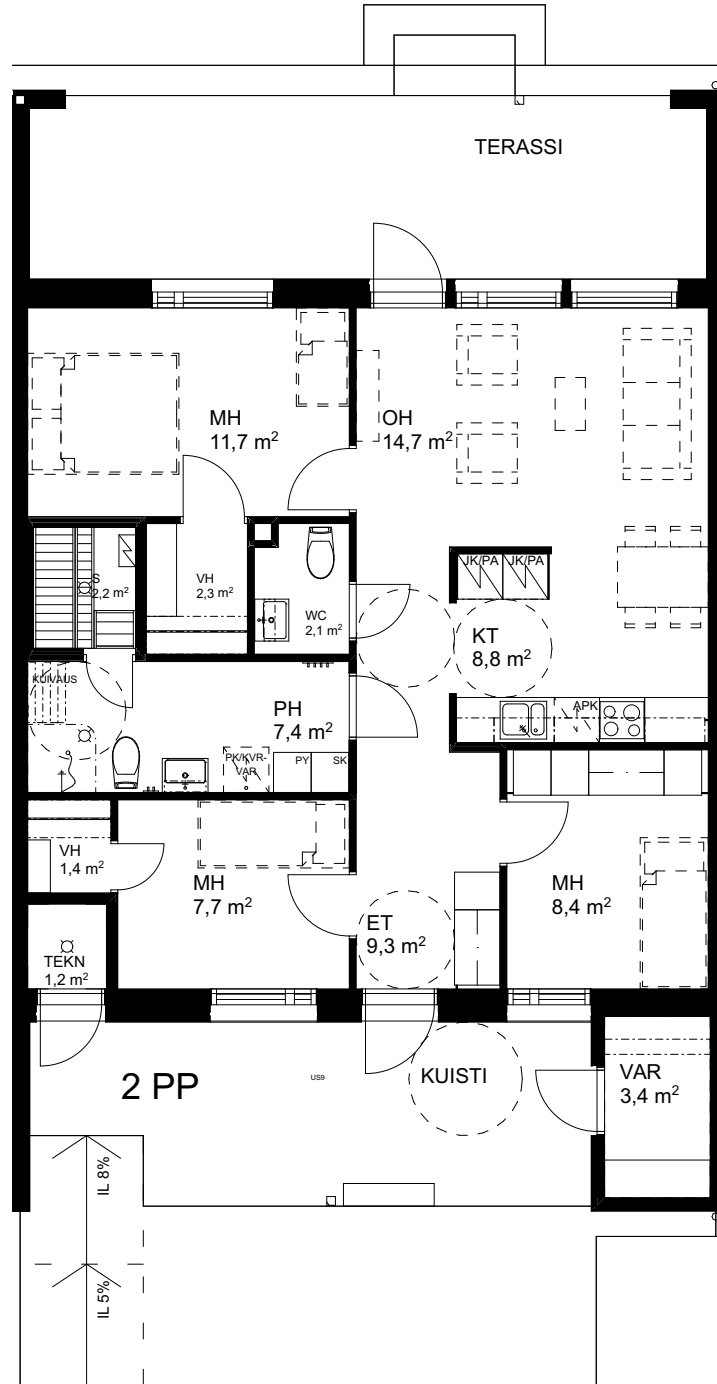 TERASSI
MH
11,7 m²
OH
14,7 m²
S
2,2 m²
VH
2,3 m²
WC
2,1 m²
JK/PA
JK/PA
KT
8,8 m²
KUIVAUS
PH
7,4 m²
APK
PK/KVR-
VAR
PY
SK
VH
1,4 m²
MH
7,7 m²
MH
8,4 m²
ET
9,3 m²
TEKN
1,2 m²
2 PP
US9
KUISTI
VAR
3,4 m²
IL 8%
IL 5%